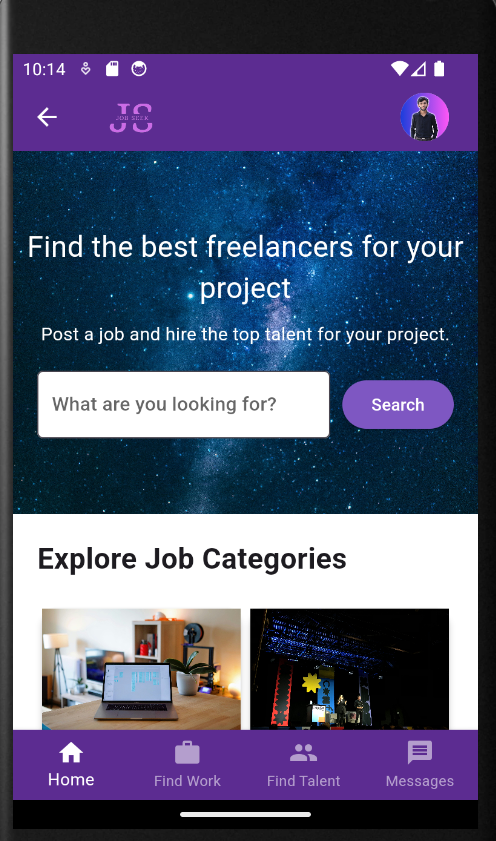 10:14
JS
JOB SEEK
Find the best freelancers for your
project
Post a job and hire the top talent for your project.
What are you looking for?
Search
Explore Job Categories
Home
Find Work
Find Talent
Messages